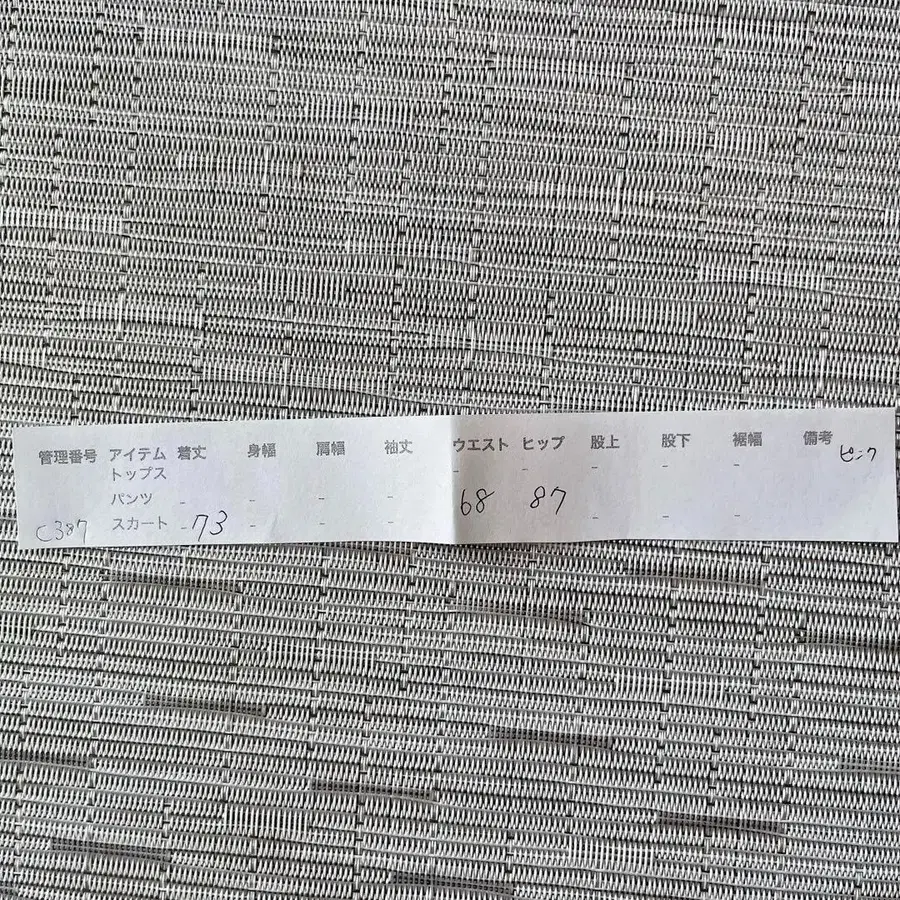 管理番号 アイテム 着丈 身幅 肩幅 袖丈 ウエスト ヒップ 股上 股下 裾幅 備考
トップス - - - - ピンク
パンツ - - - - 68 87
C387 スカート - 73 - - - - - -